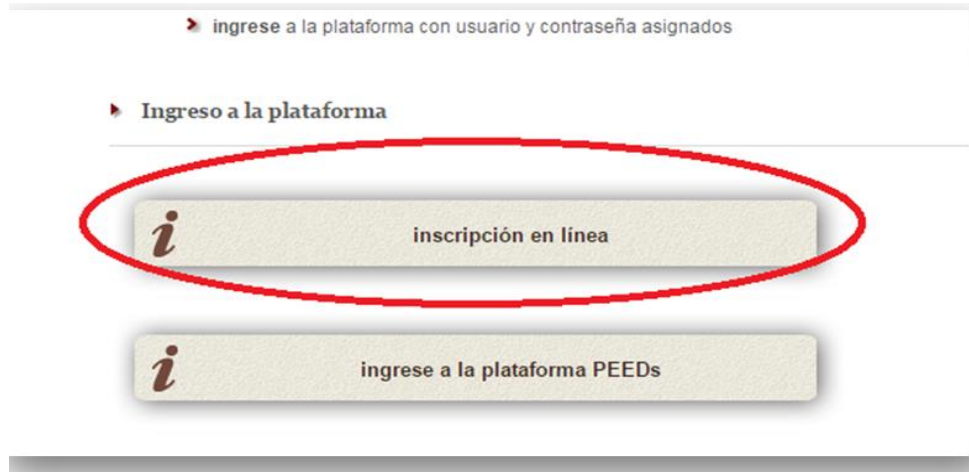 ingrese a la plataforma con usuario y contraseña asignados
Ingreso a la plataforma
i inscripción en línea
i ingrese a la plataforma PEEDs